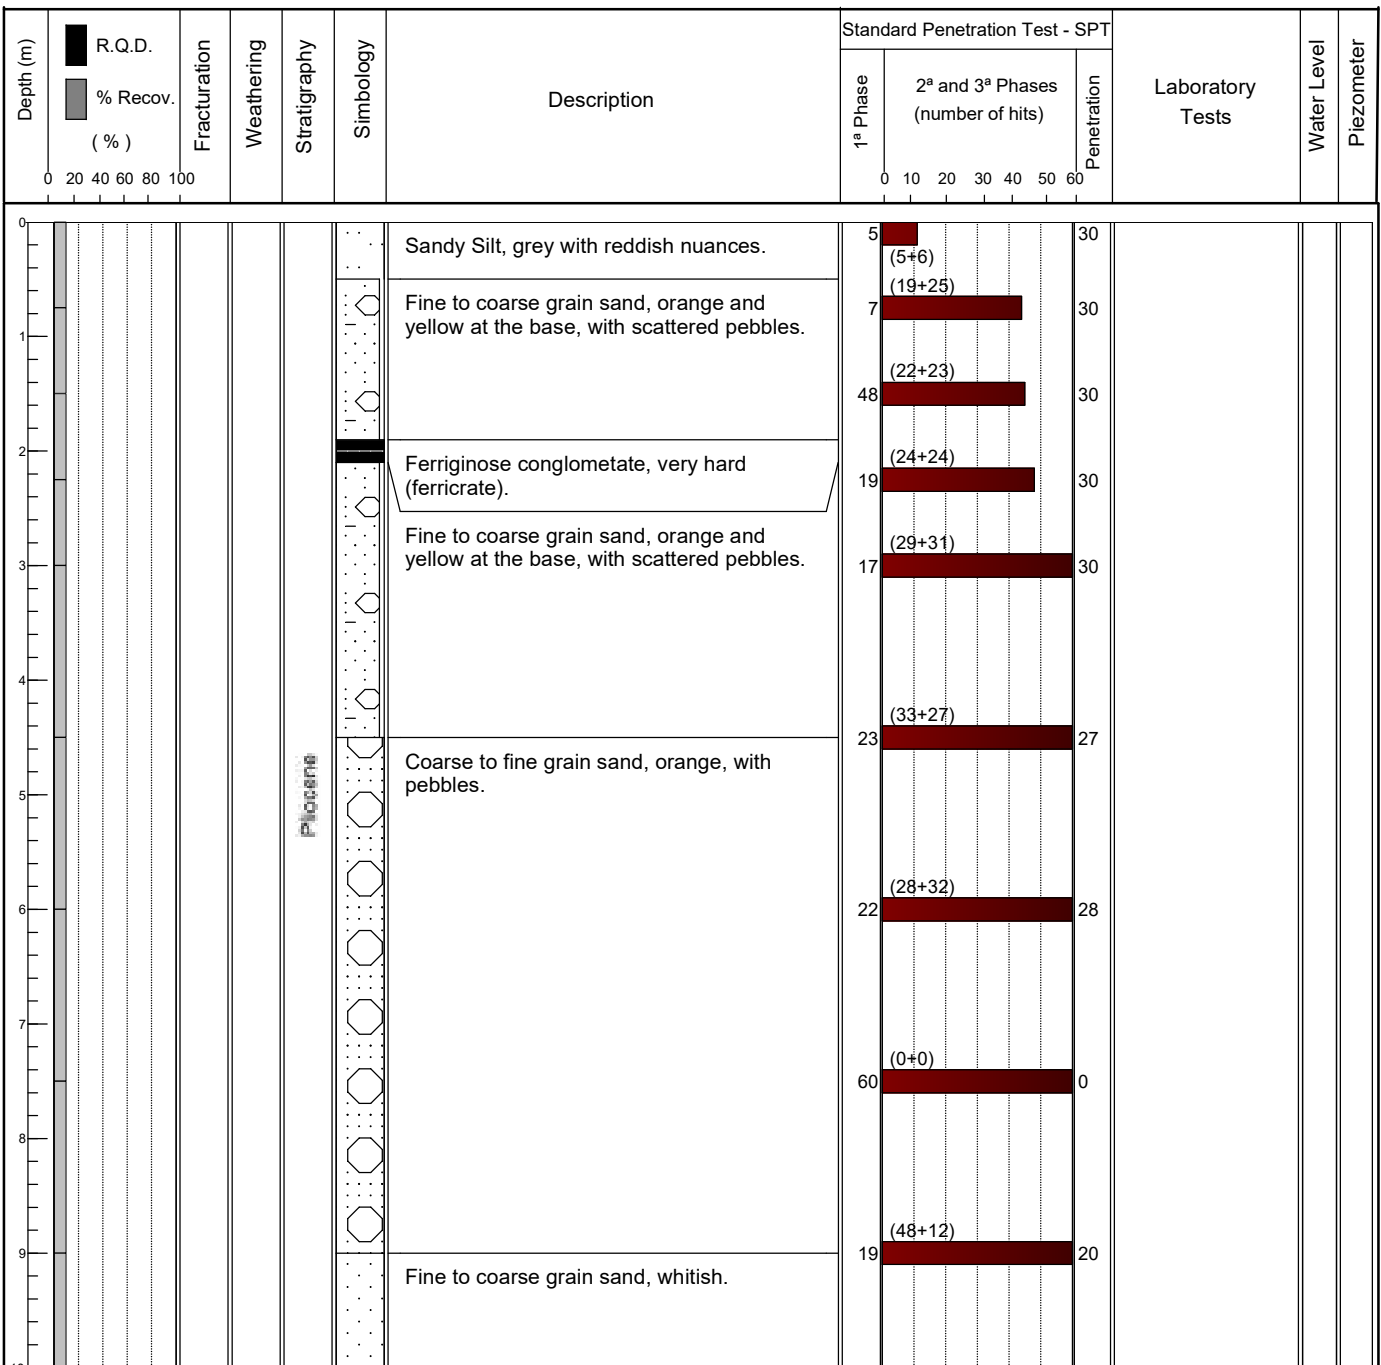 Depth (m)
R.Q.D.
% Recov.
( % )
0 20 40 60 80 100
Fracturation
Weathering
Stratigraphy
Simbology
Description
Standard Penetration Test - SPT
1ª Phase
2ª and 3ª Phases
(number of hits)
0 10 20 30 40 50 60
Penetration
Laboratory
Tests
Water Level
Piezometer
0
Sandy Silt, grey with reddish nuances.
5
(5+6)
30
Fine to coarse grain sand, orange and
yellow at the base, with scattered pebbles.
(19+25)
7
30
1
(22+23)
48
30
2
Ferriginose conglometate, very hard
(ferricrate).
(24+24)
19
30
Fine to coarse grain sand, orange and
yellow at the base, with scattered pebbles.
(29+31)
3
17
30
4
(33+27)
23
27
Coarse to fine grain sand, orange, with
pebbles.
5
Pliocene
(28+32)
6
22
28
7
(0+0)
60
0
8
(48+12)
9
19
20
Fine to coarse grain sand, whitish.